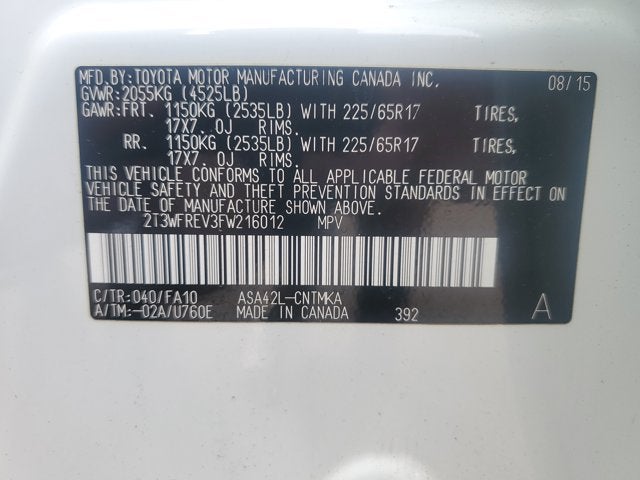 MFD.BY:TOYOTA MOTOR MANUFACTURING CANADA INC. 08/15
GVWR:2055KG (4525LB)
GAWR:FRT. 1150KG (2535LB) WITH 225/65R17 TIRES,
17X7.0J RIMS.
RR. 1150KG (2535LB) WITH 225/65R17 TIRES,
17X7.0J RIMS.
THIS VEHICLE CONFORMS TO ALL APPLICABLE FEDERAL MOTOR
VEHICLE SAFETY AND THEFT PREVENTION STANDARDS IN EFFECT ON
THE DATE OF MANUFACTURE SHOWN ABOVE.
2T3WFREV3FW216012 MPV
C/TR:040/FA10 ASA42L-CNTMKA
A/TM:-02A/U760E MADE IN CANADA 392 A